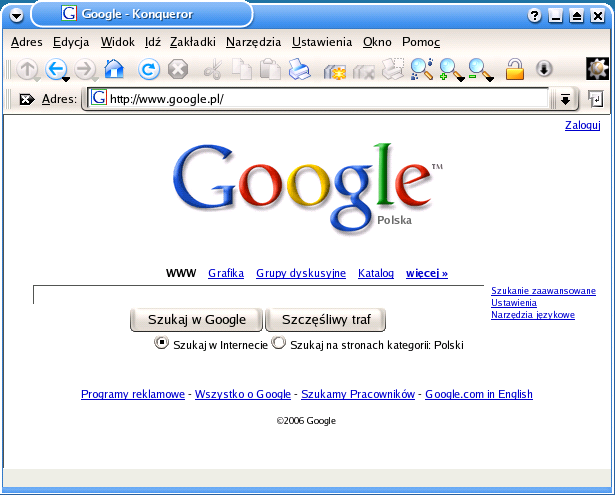 Google - Konqueror
Adres Edycja Widok Idź Zakładki Narzędzia Ustawienia Okno Pomoc
Adres: G http://www.google.pl/
Zaloguj
Google™
Polska
WWW Grafika Grupy dyskusyjne Katalog więcej »
Szukanie zaawansowane
Ustawienia
Narzędzia językowe
Szukaj w Google Szczęśliwy traf
Szukaj w Internecie Szukaj na stronach kategorii: Polski
Programy reklamowe - Wszystko o Google - Szukamy Pracowników - Google.com in English
©2006 Google